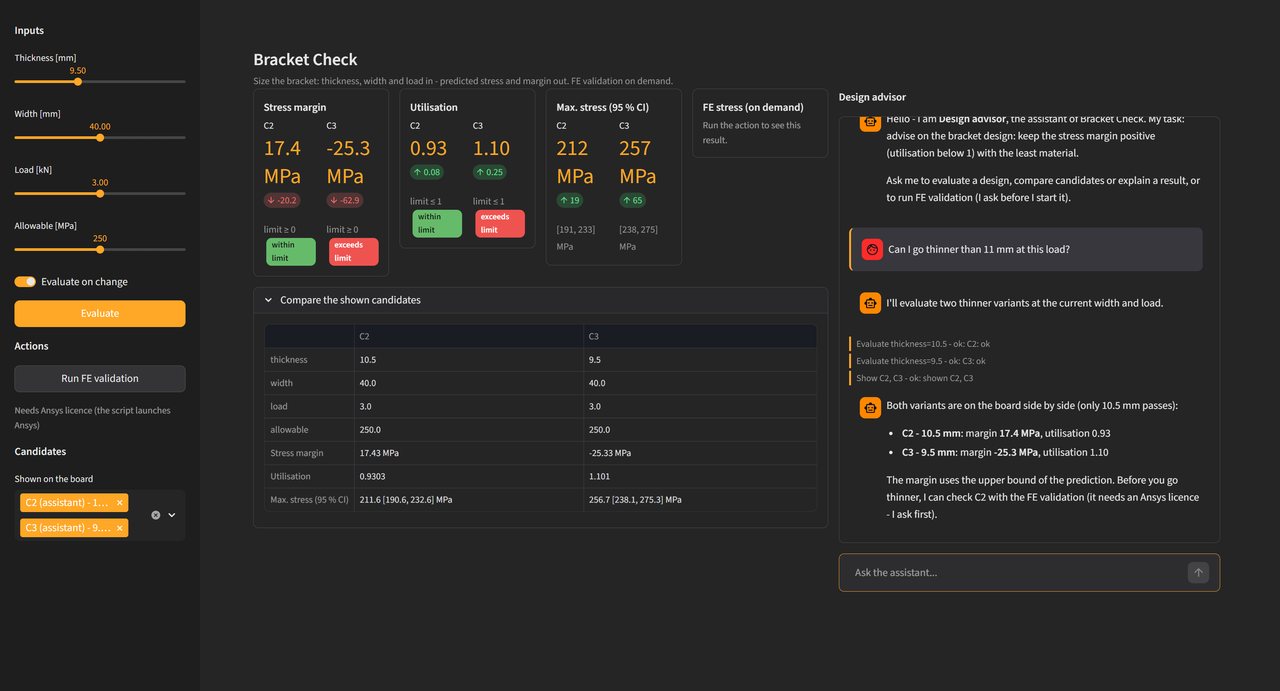 Inputs
Thickness [mm]
9.50
Width [mm]
40.00
Load [kN]
3.00
Allowable [MPa]
250
Evaluate on change
Evaluate
Actions
Run FE validation
Needs Ansys licence (the script launches
Ansys)
Candidates
Shown on the board
C2 (assistant) - 1...
C3 (assistant) - 9....
Bracket Check
Size the bracket: thickness, width and load in - predicted stress and margin out. FE validation on demand.
Stress margin
C2 C3
17.4 -25.3
MPa MPa
↓ -20.2 ↓ -62.9
limit ≥ 0 limit ≥ 0
within exceeds
limit limit
Utilisation
C2 C3
0.93 1.10
↑ 0.08 ↑ 0.25
limit ≤ 1 limit ≤ 1
within exceeds
limit limit
Max. stress (95 % CI)
C2 C3
212 257
MPa MPa
↑ 19 ↑ 65
[191, 233] [238, 275]
MPa MPa
FE stress (on demand)
Run the action to see this
result.
Compare the shown candidates
C2 C3
thickness 10.5 9.5
width 40.0 40.0
load 3.0 3.0
allowable 250.0 250.0
Stress margin 17.43 MPa -25.33 MPa
Utilisation 0.9303 1.101
Max. stress (95 % CI) 211.6 [190.6, 232.6] MPa 256.7 [238.1, 275.3] MPa
Design advisor
Hello - I am Design advisor, the assistant of Bracket Check. My task:
advise on the bracket design: keep the stress margin positive
(utilisation below 1) with the least material.
Ask me to evaluate a design, compare candidates or explain a result, or
to run FE validation (I ask before I start it).
Can I go thinner than 11 mm at this load?
I'll evaluate two thinner variants at the current width and load.
Evaluate thickness=10.5 - ok: C2: ok
Evaluate thickness=9.5 - ok: C3: ok
Show C2, C3 - ok: shown C2, C3
Both variants are on the board side by side (only 10.5 mm passes):
• C2 - 10.5 mm: margin 17.4 MPa, utilisation 0.93
• C3 - 9.5 mm: margin -25.3 MPa, utilisation 1.10
The margin uses the upper bound of the prediction. Before you go
thinner, I can check C2 with the FE validation (it needs an Ansys licence
- I ask first).
Ask the assistant...